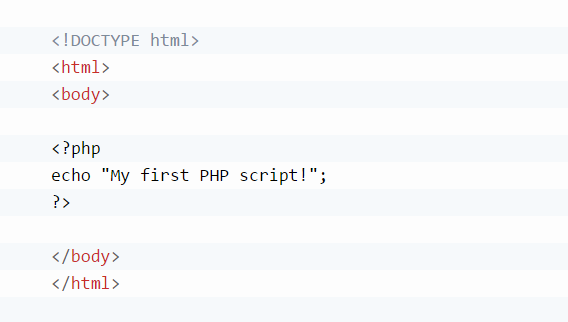 <!DOCTYPE html>
<html>
<body>
<?php
echo "My first PHP script!";
?>
</body>
</html>